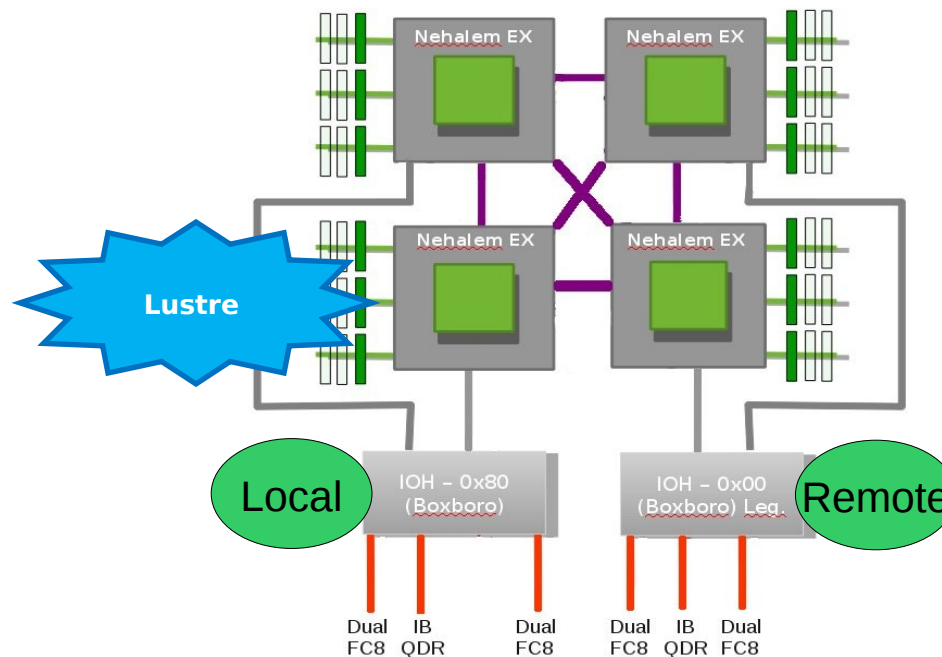 Nehalem EX
Nehalem EX
Nehalem EX
Nehalem EX
Lustre
Local
IOH – 0x80
(Boxboro)
IOH – 0x00
(Boxboro) Leg.
Remote
Dual
FC8
IB
QDR
Dual
FC8
Dual
FC8
IB
QDR
Dual
FC8